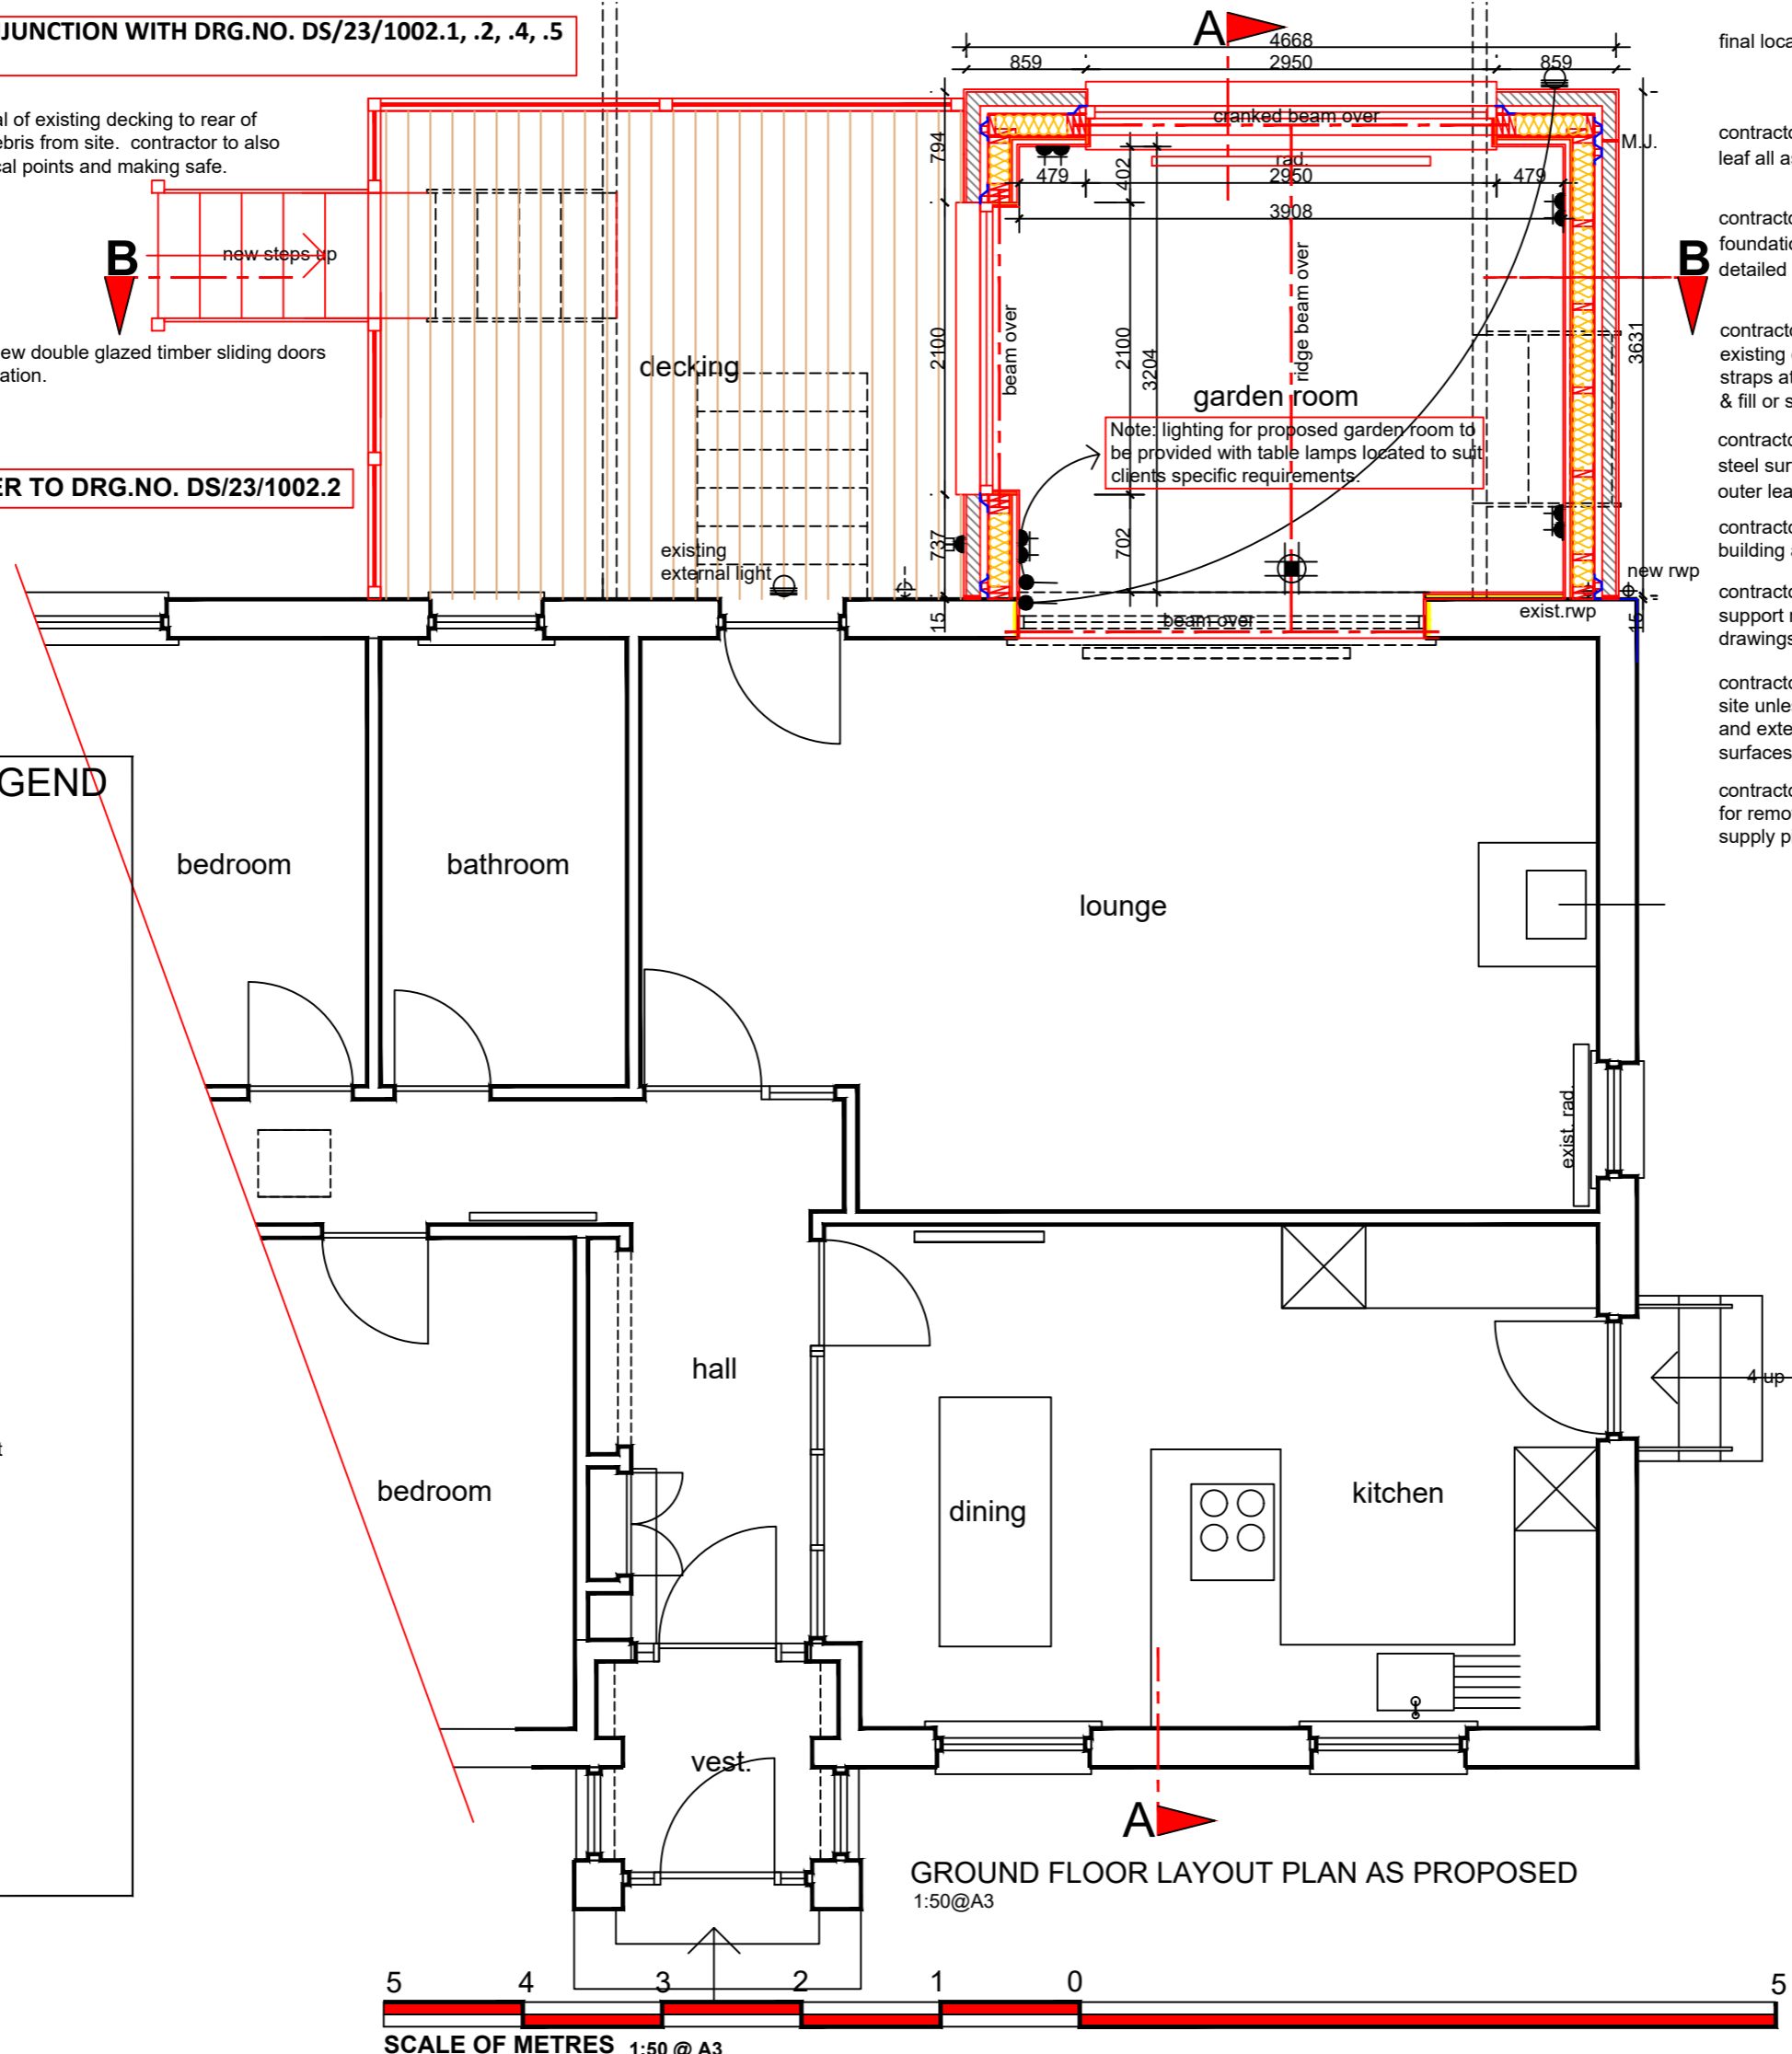 JUNCTION WITH DRG.NO. DS/23/1002.1, .2, .4, .5
al of existing decking to rear of
ebris from site. contractor to also
cal points and making safe.
new steps up
B
ew double glazed timber sliding doors
ation.
ER TO DRG.NO. DS/23/1002.2
GEND
A
4668
859
2950
859
cranked beam over
M.J.
rad.
794
402
479
2950
479
3908
B
ridge beam over
beam over
2100
2100
3204
3631
decking
garden room
Note: lighting for proposed garden room to
be provided with table lamps located to suit
clients specific requirements.
737
702
existing
external light
new rwp
exist.rwp
beam over
15
15
final loca
contracto
leaf all as
contracto
foundatio
detailed
contracto
existing
straps at
& fill or s
contracto
steel sur
outer lea
contracto
building a
contracto
support r
drawings
contracto
site unle
and exte
surfaces
contracto
for remo
supply p
bedroom
bathroom
lounge
exist. rad.
hall
4 up
t
bedroom
dining
kitchen
vest.
A
GROUND FLOOR LAYOUT PLAN AS PROPOSED
1:50@A3
5 4 3 2 1 0 5
SCALE OF METRES 1:50 @ A3